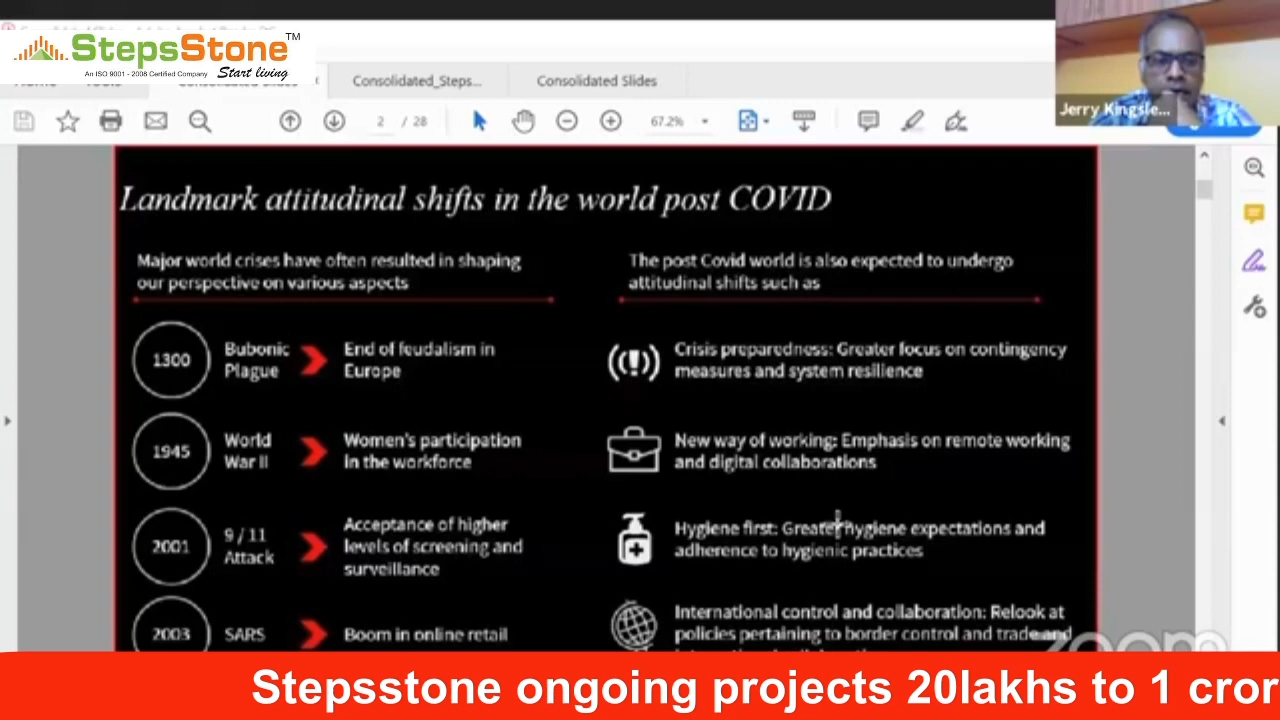 StepsStone TM
An ISO 9001 - 2008 Certified Company Start living
Consolidated_Steps...
Consolidated Slides
2 / 28
67.2%
Jerry Kingsle...
Landmark attitudinal shifts in the world post COVID
Major world crises have often resulted in shaping
our perspective on various aspects
The post Covid world is also expected to undergo
attitudinal shifts such as
1300
Bubonic
Plague
End of feudalism in
Europe
Crisis preparedness: Greater focus on contingency
measures and system resilience
1945
World
War II
Women's participation
in the workforce
New way of working: Emphasis on remote working
and digital collaborations
2001
9 / 11
Attack
Acceptance of higher
levels of screening and
surveillance
Hygiene first: Greater hygiene expectations and
adherence to hygienic practices
2003
SARS
Boom in online retail
International control and collaboration: Relook at
policies pertaining to border control and trade and
zoom
Stepsstone ongoing projects 20lakhs to 1 cror